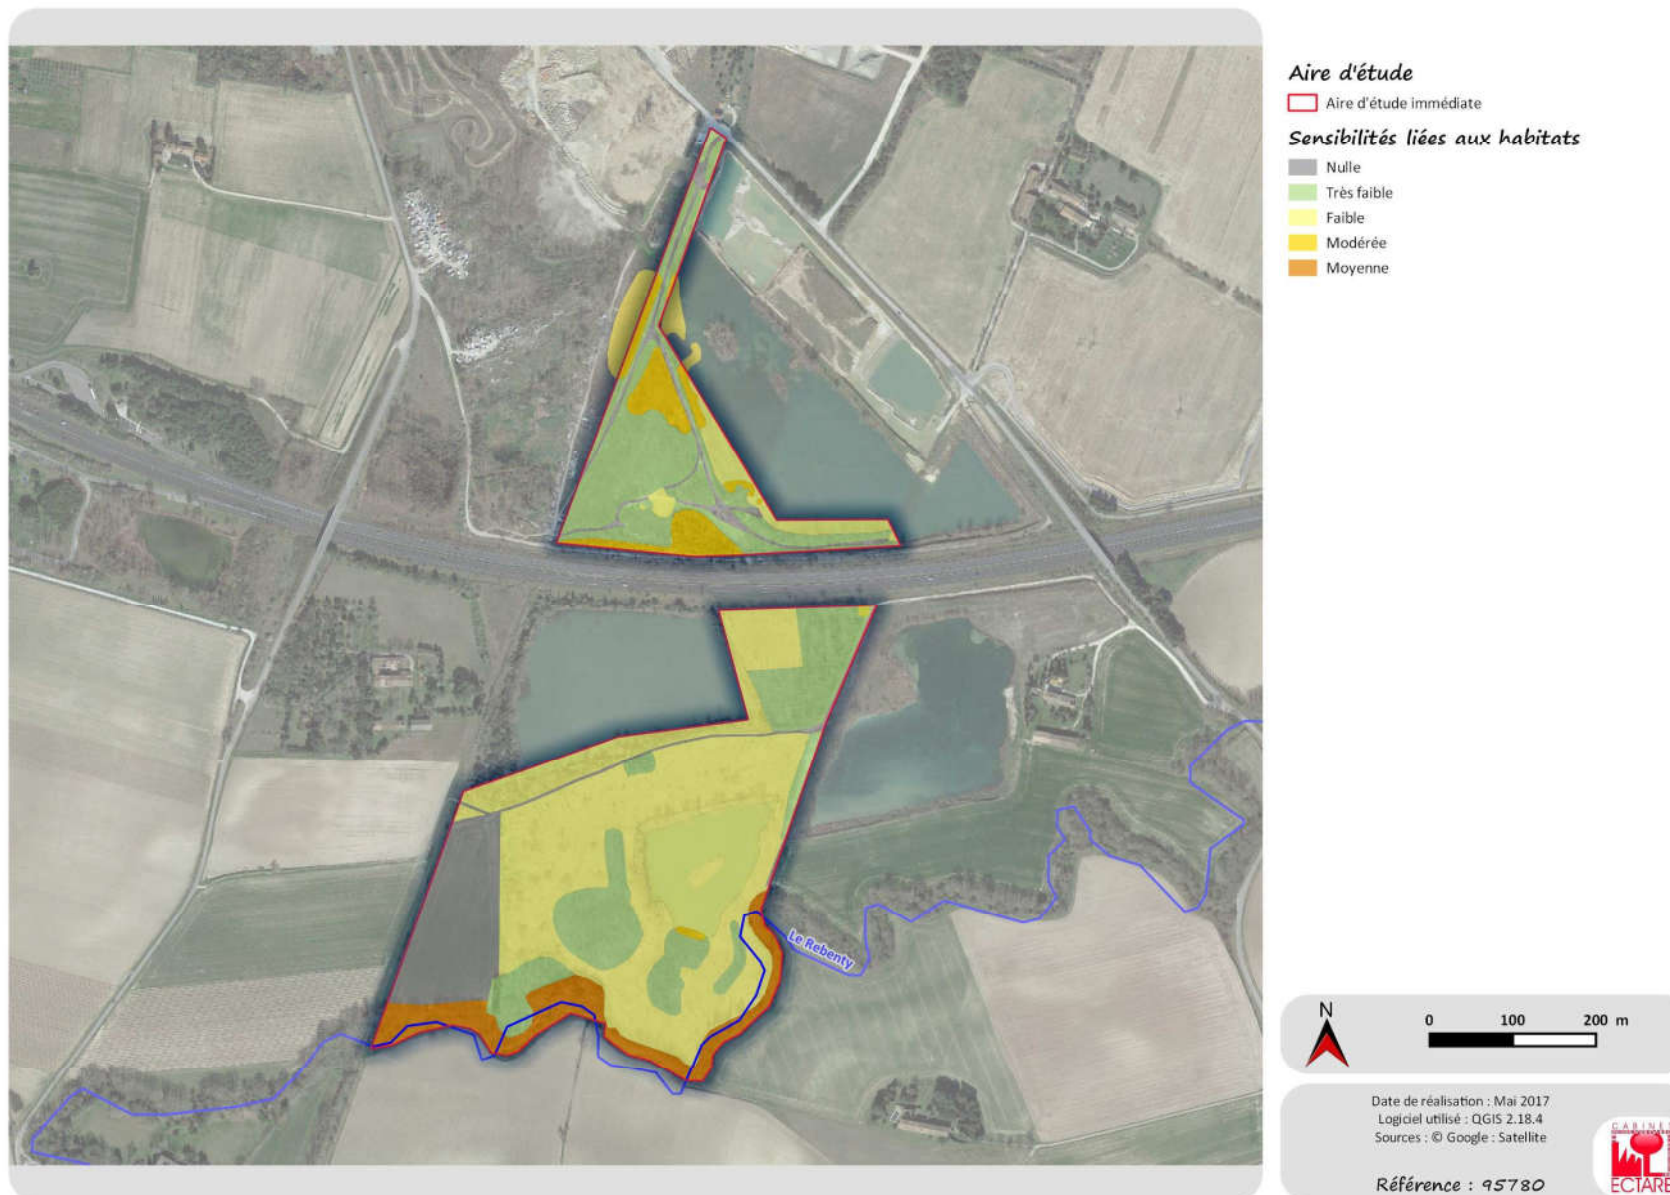 Aire d'étude
Aire d'étude immédiate
Sensibilités liées aux habitats
Nulle
Très faible
Faible
Modérée
Moyenne
Le Rebenty
N
0 100 200 m
Date de réalisation : Mai 2017
Logiciel utilisé : QGIS 2.18.4
Sources : © Google : Satellite
Référence : 95780
CABINET
ECTARE